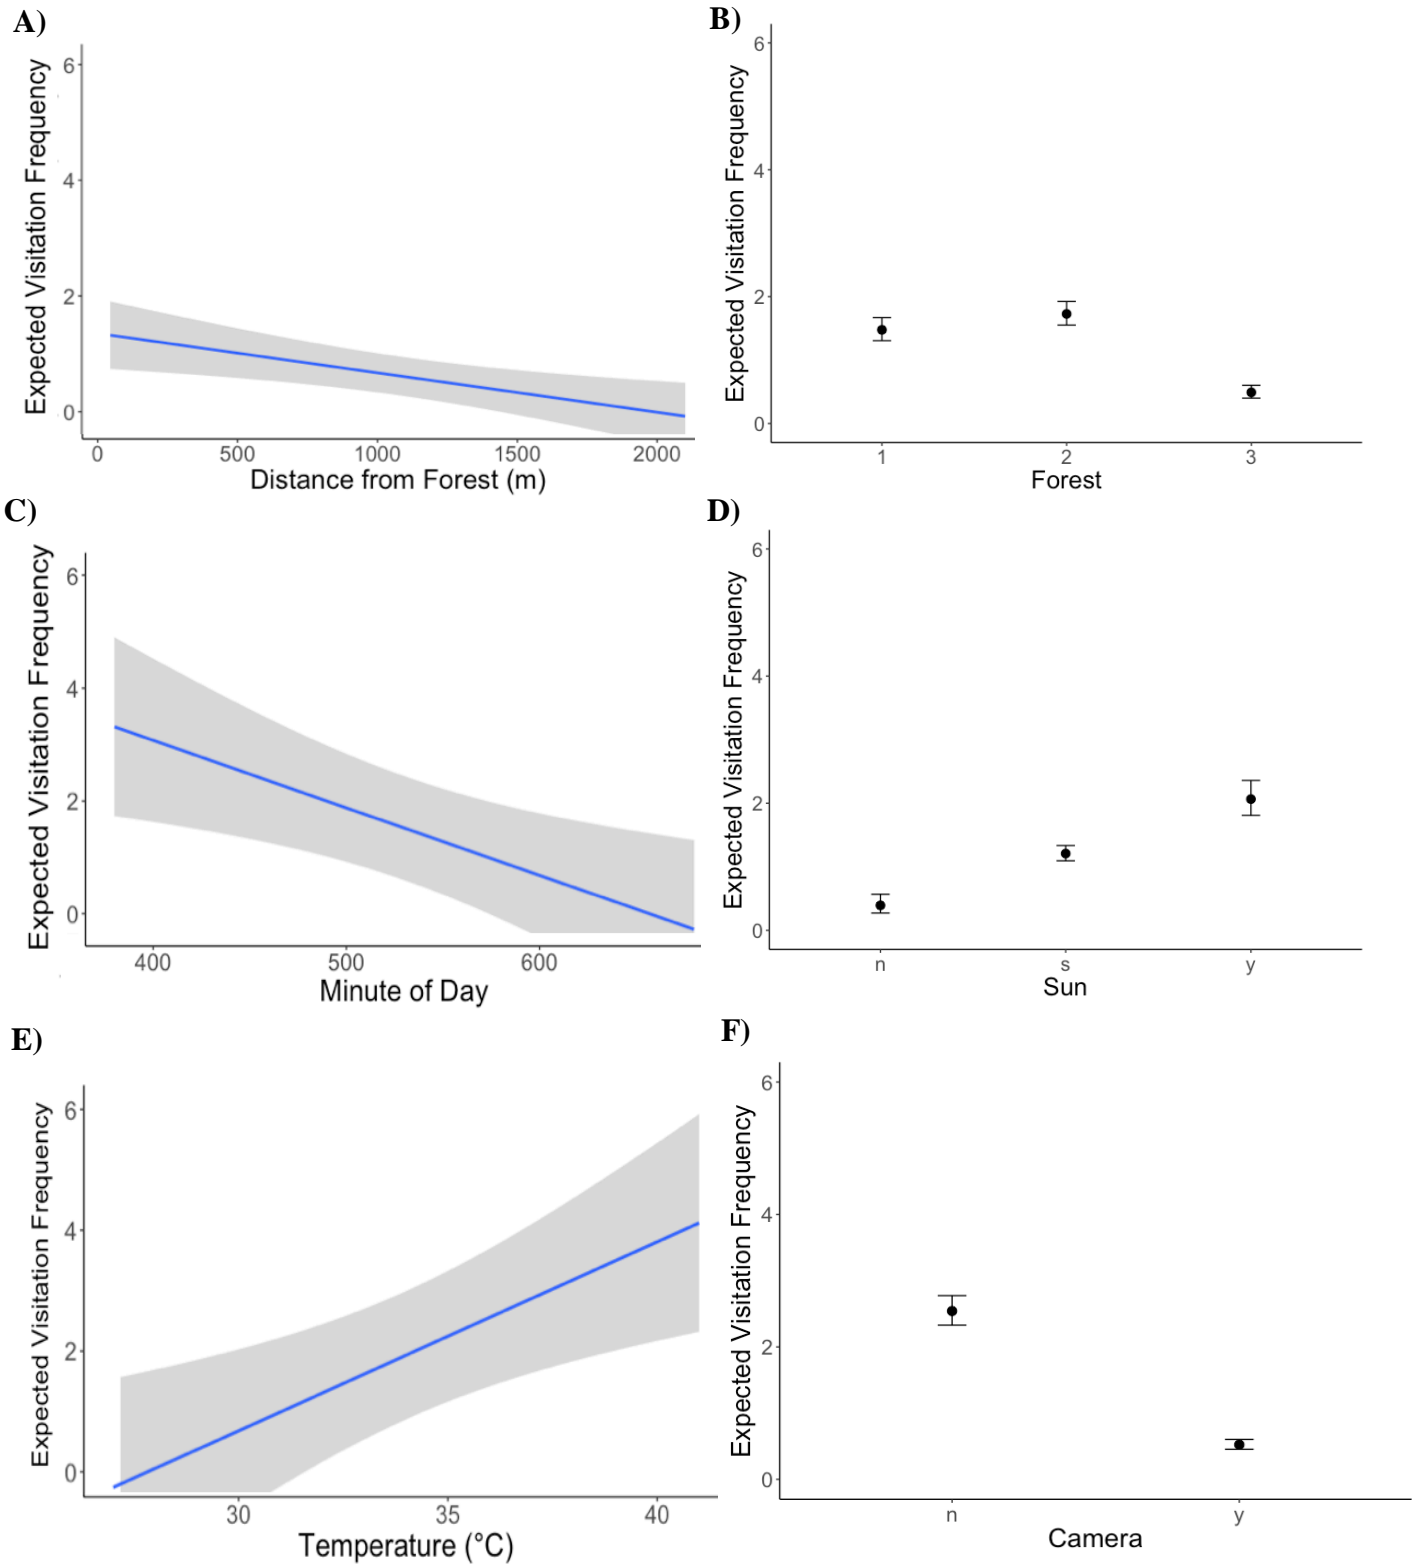 A)
Expected Visitation Frequency
6
4
2
0
0 500 1000 1500 2000
Distance from Forest (m)
B)
Expected Visitation Frequency
6
4
2
0
1 2 3
Forest
C)
Expected Visitation Frequency
6
4
2
0
400 500 600
Minute of Day
D)
Expected Visitation Frequency
6
4
2
0
n s y
Sun
E)
Expected Visitation Frequency
6
4
2
0
30 35 40
Temperature (°C)
F)
Expected Visitation Frequency
6
4
2
0
n y
Camera